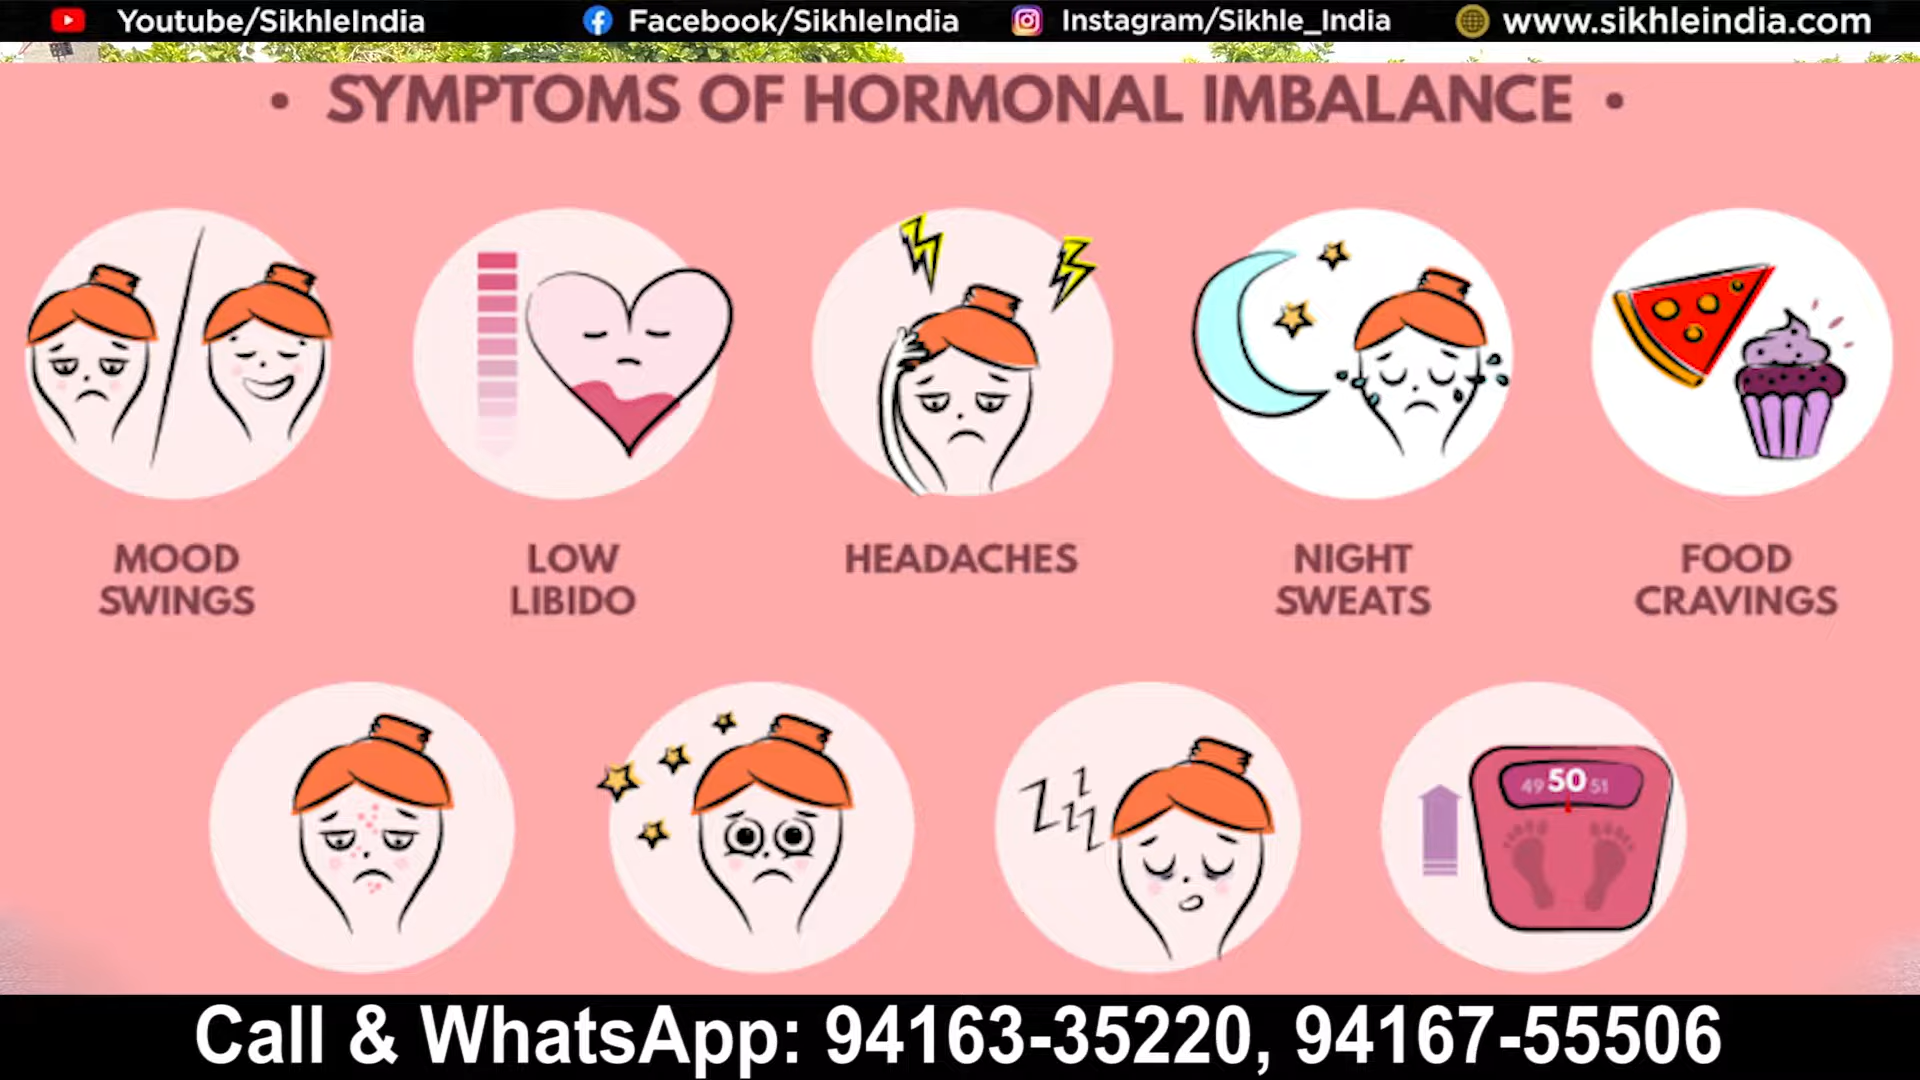 Youtube/SikhleIndia Facebook/SikhleIndia Instagram/Sikhle_India www.sikhleindia.com
• SYMPTOMS OF HORMONAL IMBALANCE •
MOOD SWINGS
LOW LIBIDO
HEADACHES
NIGHT SWEATS
FOOD CRAVINGS
zzzz
49 50 51
Call & WhatsApp: 94163-35220, 94167-55506